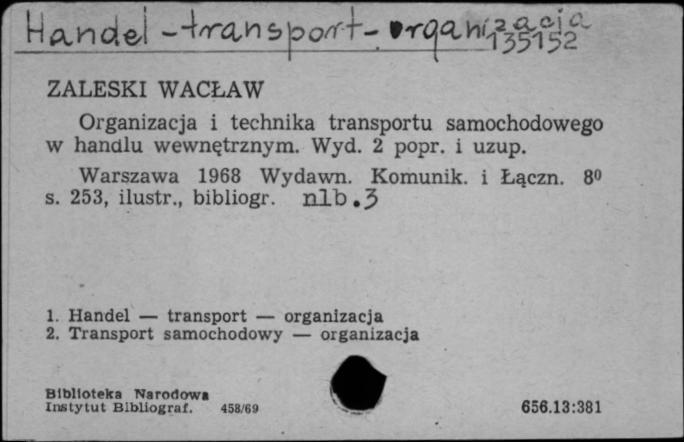 Handel - transport - organizacja
135152
ZALESKI WACŁAW
Organizacja i technika transportu samochodowego
w handlu wewnętrznym. Wyd. 2 popr. i uzup.
Warszawa 1968 Wydawn. Komunik. i Łączn. 8⁰
s. 253, ilustr., bibliogr. nlb. 3
1. Handel — transport — organizacja
2. Transport samochodowy — organizacja
Biblioteka Narodowa
Instytut Bibliograf. 458/69
656.13:381